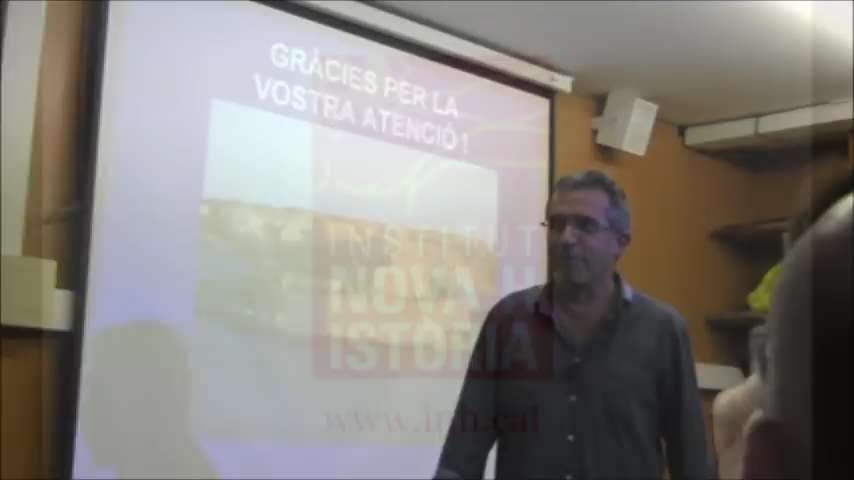 GRÀCIES PER LA
VOSTRA ATENCIÓ !
INSTITUT
NOVA H
ISTÒRIA
www.inh.cat